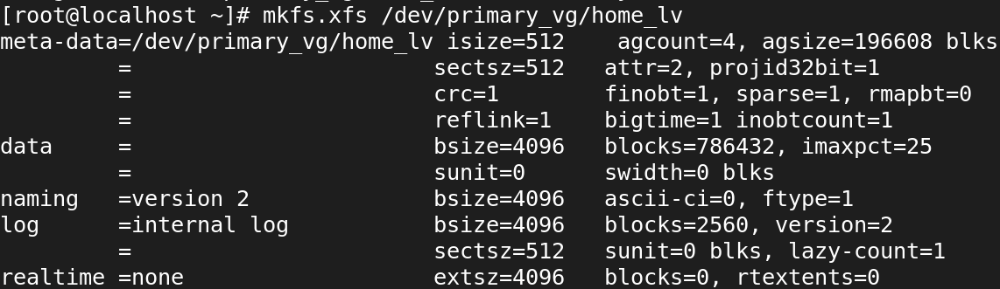 [root@localhost ~]# mkfs.xfs /dev/primary_vg/home_lv
meta-data=/dev/primary_vg/home_lv isize=512    agcount=4, agsize=196608 blks
         =                       sectsz=512   attr=2, projid32bit=1
         =                       crc=1        finobt=1, sparse=1, rmapbt=0
         =                       reflink=1    bigtime=1 inobtcount=1
data     =                       bsize=4096   blocks=786432, imaxpct=25
         =                       sunit=0      swidth=0 blks
naming   =version 2              bsize=4096   ascii-ci=0, ftype=1
log      =internal log           bsize=4096   blocks=2560, version=2
         =                       sectsz=512   sunit=0 blks, lazy-count=1
realtime =none                   extsz=4096   blocks=0, rtextents=0